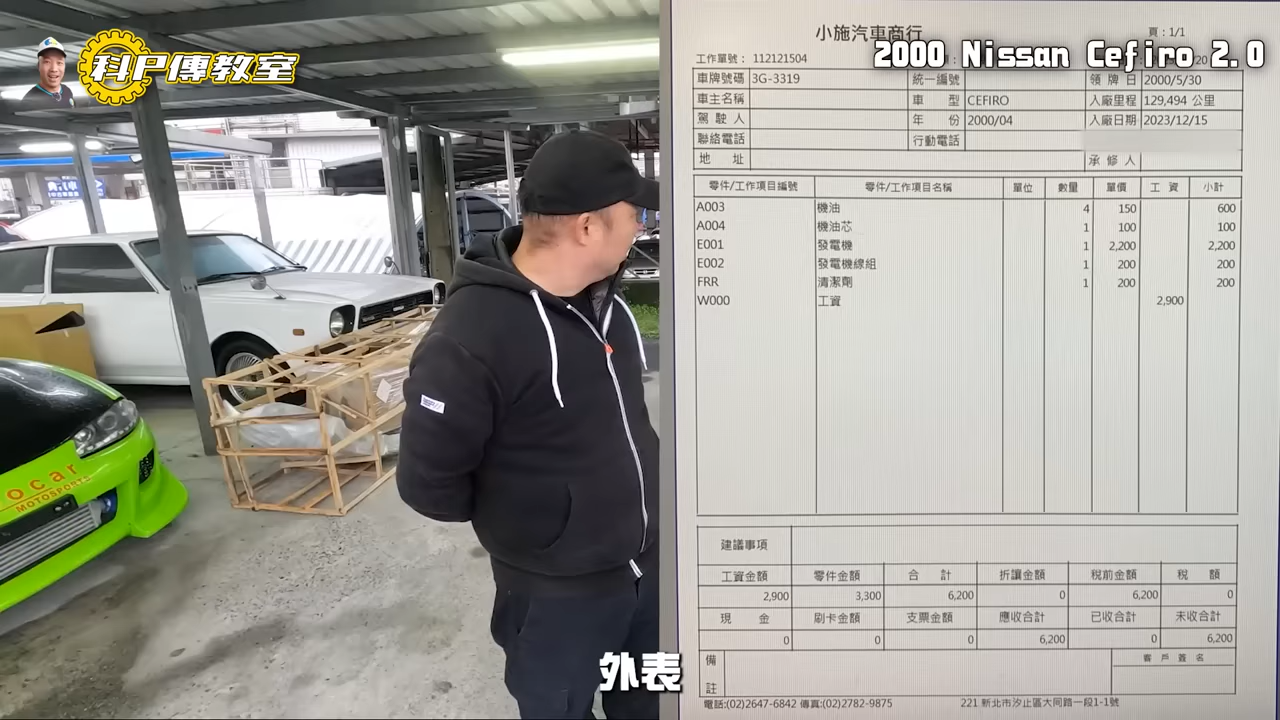 科尸傳教室
2000 Nissan Cefiro 2.0
小施汽車商行
頁：1/1
工作單號： 112121504
車牌號碼 3G-3319 統一編號 領 牌 日 2000/5/30
車主名稱 車 型 CEFIRO 入廠里程 129,494 公里
駕 駛 人 年 份 2000/04 入廠日期 2023/12/15
聯絡電話 行動電話
地 址 承 修 人
零件/工作項目編號 零件/工作項目名稱 單位 數量 單價 工 資 小計
A003 機油 4 150 600
A004 機油芯 1 100 100
E001 發電機 1 2,200 2,200
E002 發電機線組 1 200 200
FRR 清潔劑 1 200 200
W000 工資 2,900
建議事項
工資金額 零件金額 合 計 折讓金額 稅前金額 稅 額
2,900 3,300 6,200 0 6,200 0
現 金 刷卡金額 支票金額 應收合計 已收合計 未收合計
0 0 0 6,200 0 6,200
備註 客 戶 簽 名
電話:(02)2647-6842 傳真:(02)2782-9875 221 新北市汐止區大同路一段1-1號
ocar
MOTOSPORTS
外表